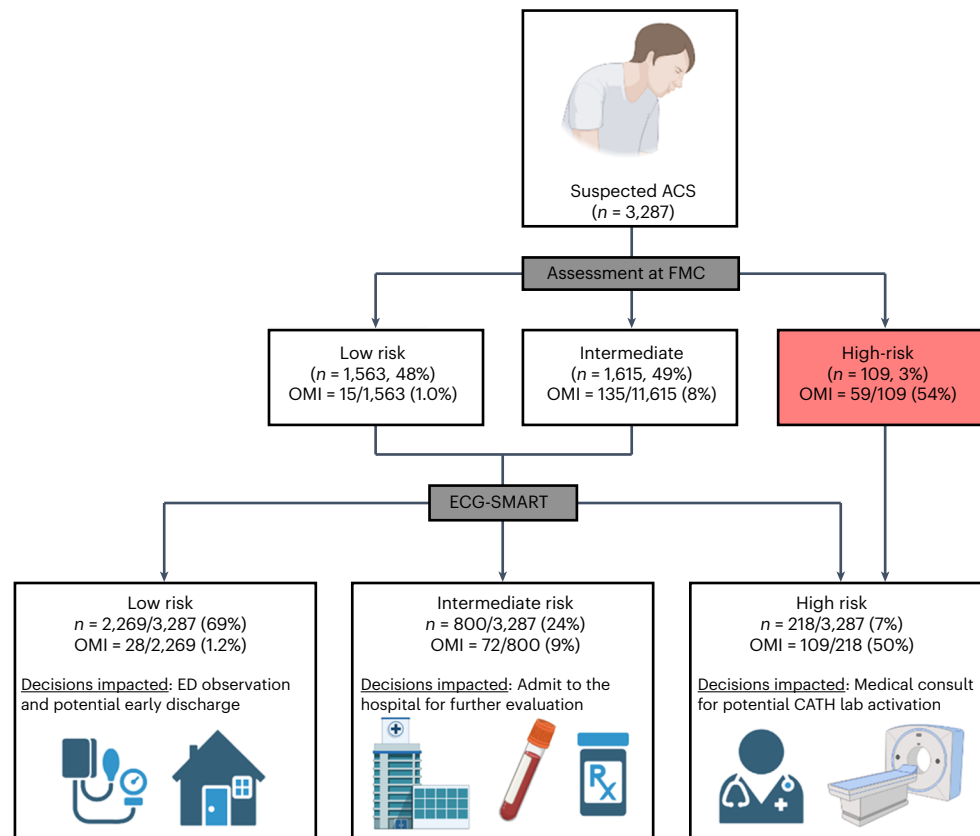 Suspected ACS
(n = 3,287)
Assessment at FMC
Low risk
(n = 1,563, 48%)
OMI = 15/1,563 (1.0%)
Intermediate
(n = 1,615, 49%)
OMI = 135/11,615 (8%)
High-risk
(n = 109, 3%)
OMI = 59/109 (54%)
ECG-SMART
Low risk
n = 2,269/3,287 (69%)
OMI = 28/2,269 (1.2%)
Decisions impacted: ED observation
and potential early discharge
Intermediate risk
n = 800/3,287 (24%)
OMI = 72/800 (9%)
Decisions impacted: Admit to the
hospital for further evaluation
Rx
High risk
n = 218/3,287 (7%)
OMI = 109/218 (50%)
Decisions impacted: Medical consult
for potential CATH lab activation